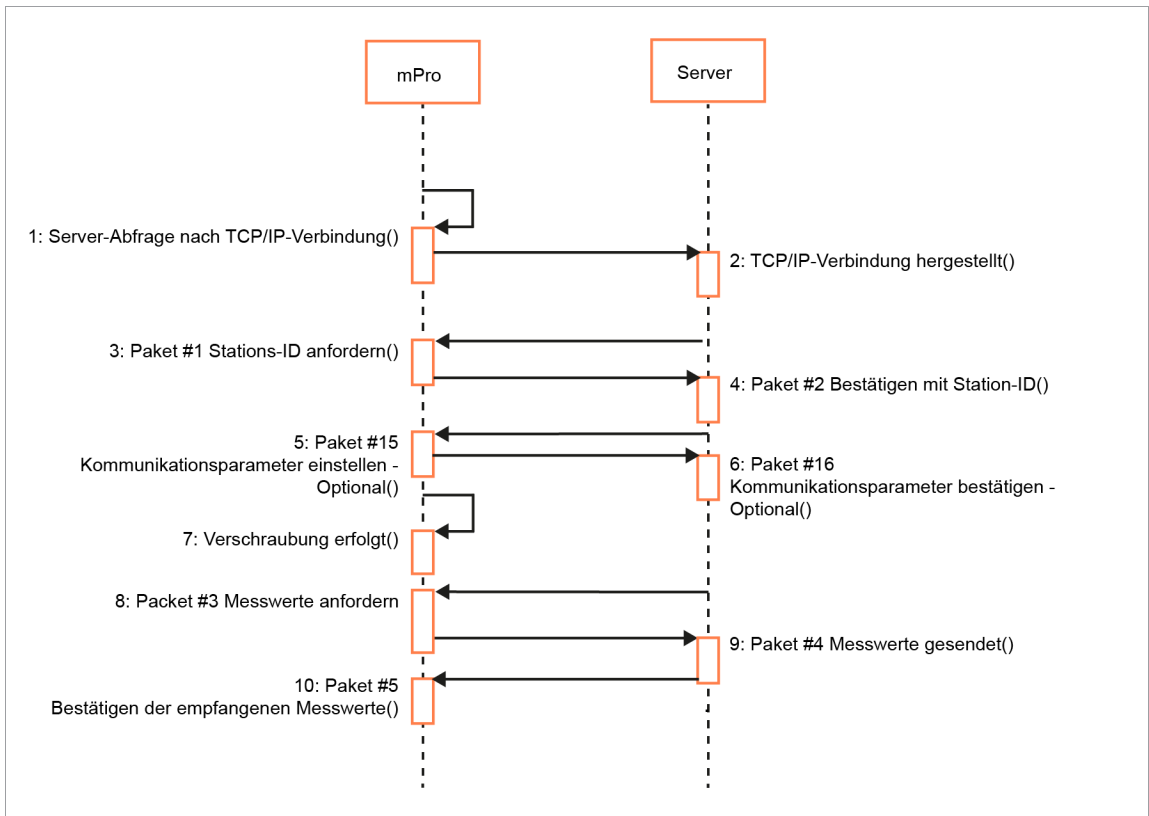 mPro
Server
1: Server-Abfrage nach TCP/IP-Verbindung()
2: TCP/IP-Verbindung hergestellt()
3: Paket #1 Stations-ID anfordern()
4: Paket #2 Bestätigen mit Station-ID()
5: Paket #15
Kommunikationsparameter einstellen -
Optional()
6: Paket #16
Kommunikationsparameter bestätigen -
Optional()
7: Verschraubung erfolgt()
8: Packet #3 Messwerte anfordern
9: Paket #4 Messwerte gesendet()
10: Paket #5
Bestätigen der empfangenen Messwerte()